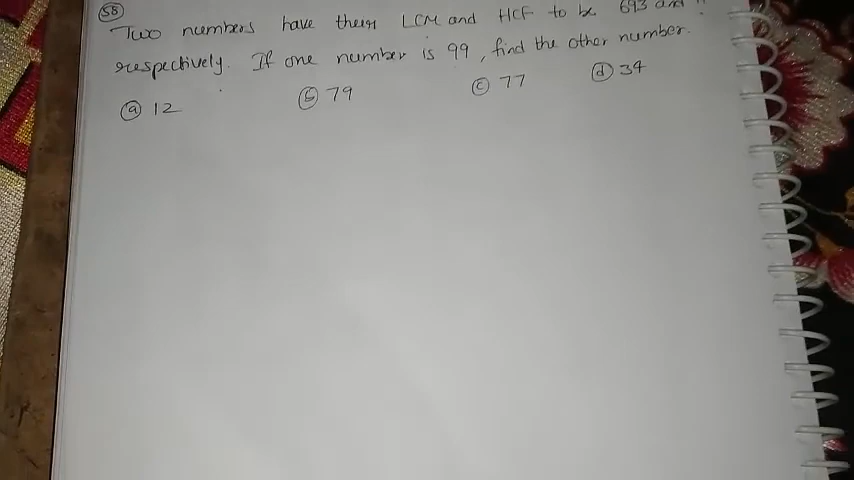 58
Two numbers have their LCM and HCF to be 693 and
respectively. If one number is 99, find the other number.
a 12 b 79 c 77 d 34